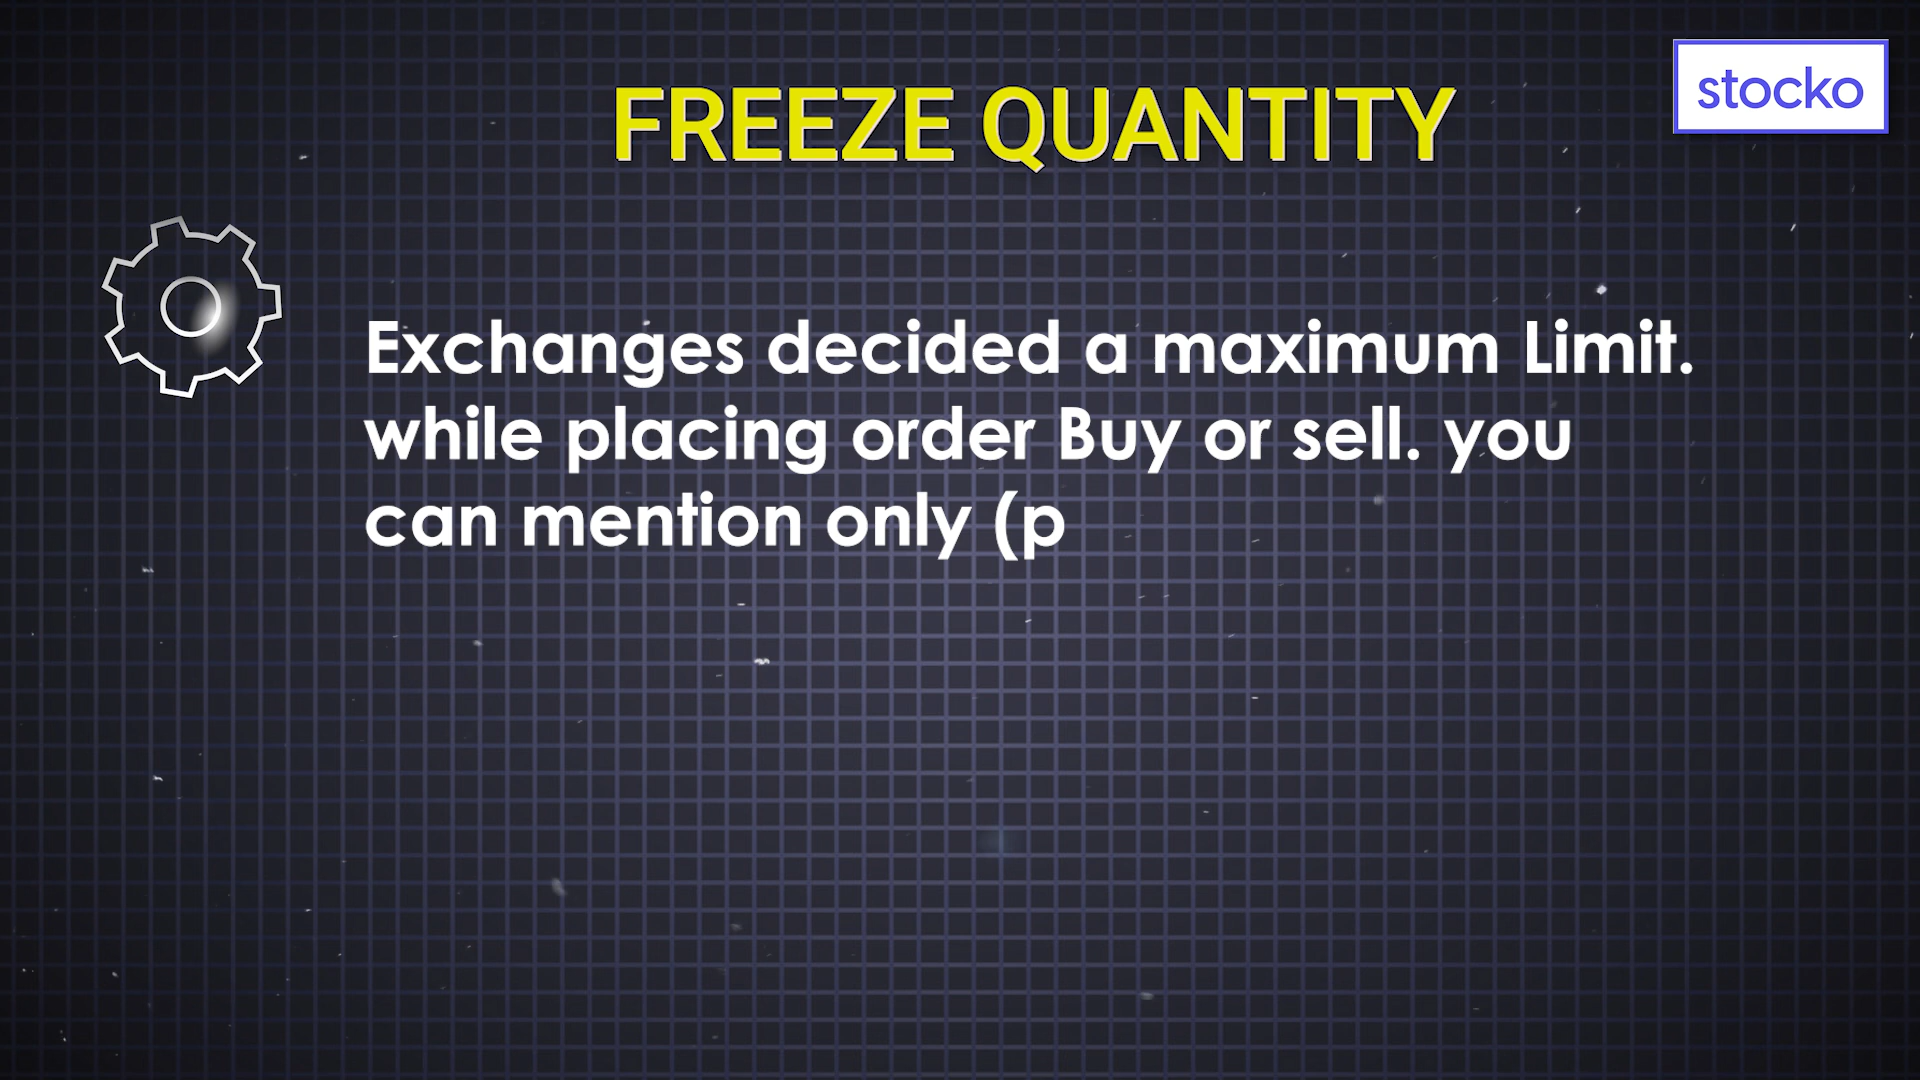 stocko
FREEZE QUANTITY
Exchanges decided a maximum Limit.
while placing order Buy or sell. you
can mention only (p